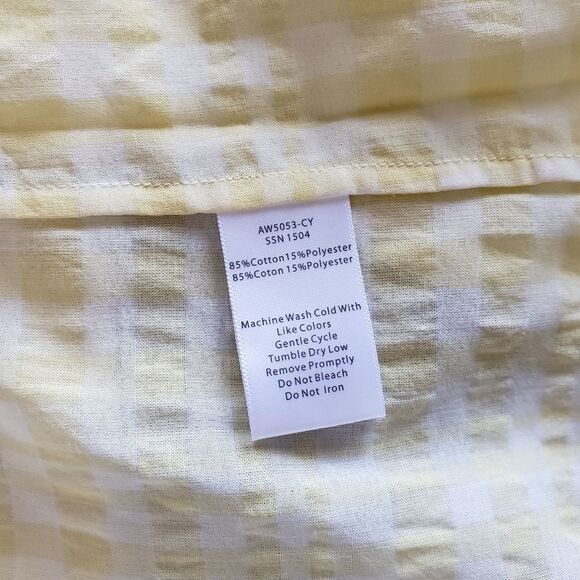 AW5053-CY
SSN 1504
85%Cotton15%Polyester
85%Coton 15%Polyester
Machine Wash Cold With
Like Colors
Gentle Cycle
Tumble Dry Low
Remove Promptly
Do Not Bleach
Do Not Iron